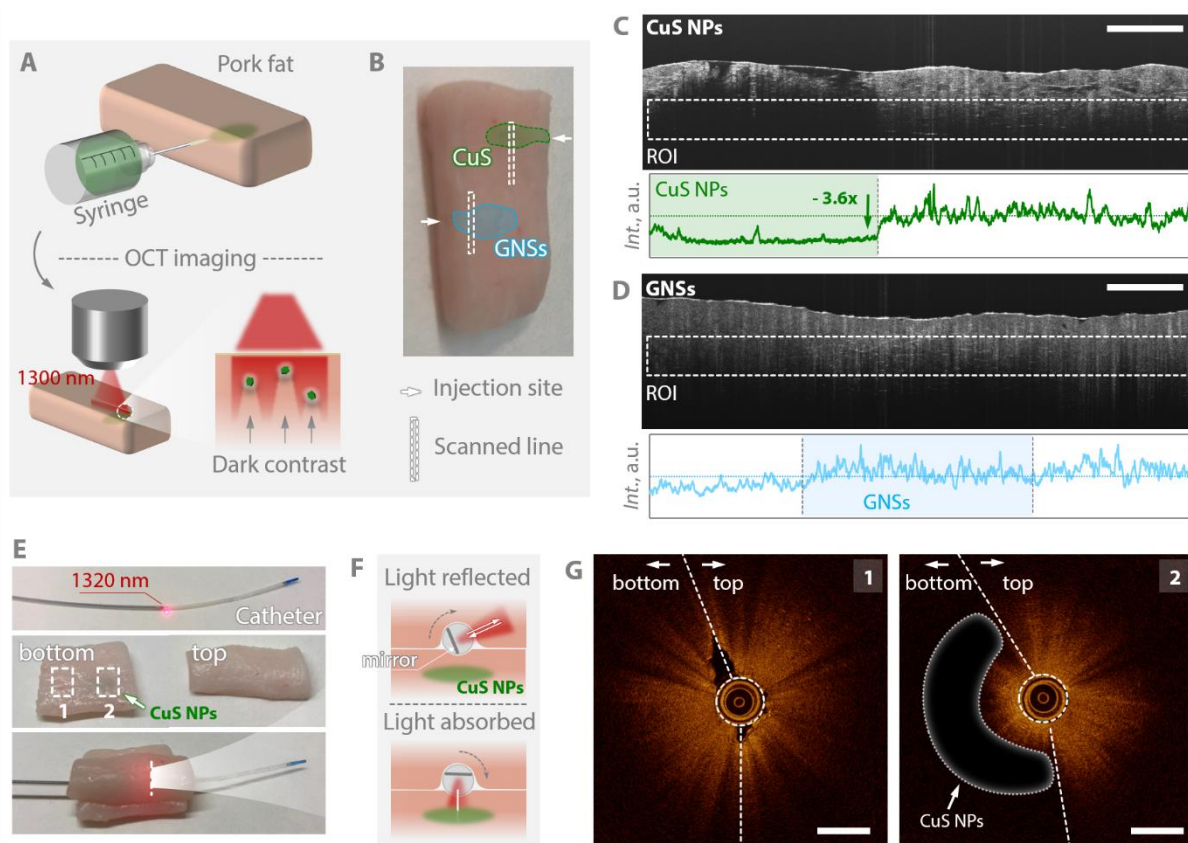 A
Pork fat
Syringe
OCT imaging
1300 nm
Dark contrast
B
CuS
GNSs
Injection site
Scanned line
C
CuS NPs
ROI
Int., a.u.
CuS NPs
- 3.6x
D
GNSs
ROI
Int., a.u.
GNSs
E
1320 nm
Catheter
bottom
top
1
2
CuS NPs
F
Light reflected
mirror
CuS NPs
Light absorbed
G
bottom
top
1
bottom
top
2
CuS NPs